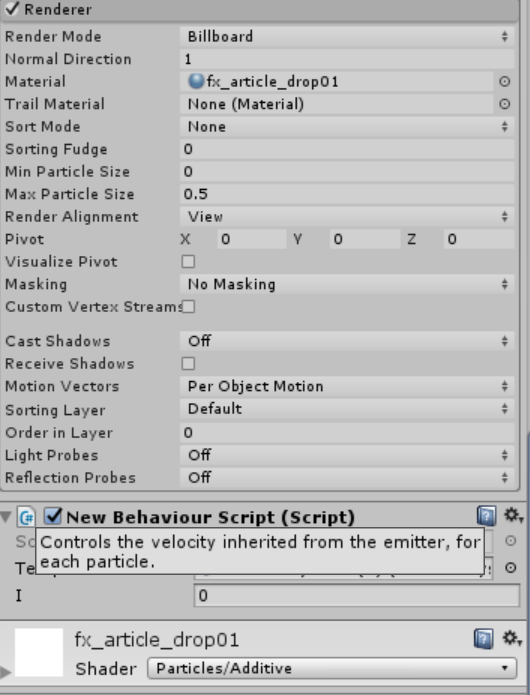 Renderer
Render Mode Billboard
Normal Direction 1
Material fx_article_drop01
Trail Material None (Material)
Sort Mode None
Sorting Fudge 0
Min Particle Size 0
Max Particle Size 0.5
Render Alignment View
Pivot X 0 Y 0 Z 0
Visualize Pivot
Masking No Masking
Custom Vertex Streams
Cast Shadows Off
Receive Shadows
Motion Vectors Per Object Motion
Sorting Layer Default
Order in Layer 0
Light Probes Off
Reflection Probes Off
New Behaviour Script (Script)
Controls the velocity inherited from the emitter, for
each particle.
I 0
fx_article_drop01
Shader Particles/Additive